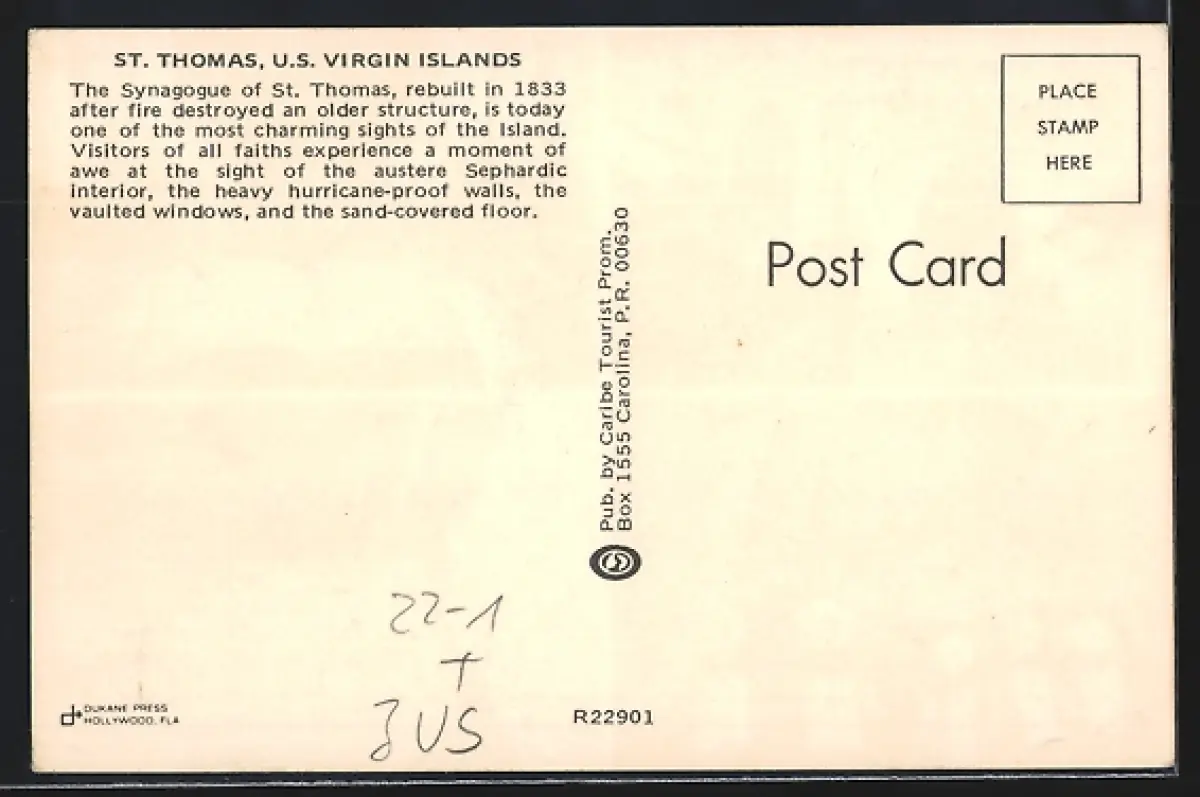 ST. THOMAS, U.S. VIRGIN ISLANDS
The Synagogue of St. Thomas, rebuilt in 1833
after fire destroyed an older structure, is today
one of the most charming sights of the Island.
Visitors of all faiths experience a moment of
awe at the sight of the austere Sephardic
interior, the heavy hurricane-proof walls, the
vaulted windows, and the sand-covered floor.
PLACE
STAMP
HERE
Post Card
Pub. by Caribe Tourist Prom.
Box 1555 Carolina, P.R. 00630
22-1
+
US
DUKANE PRESS
HOLLYWOOD, FLA
R22901